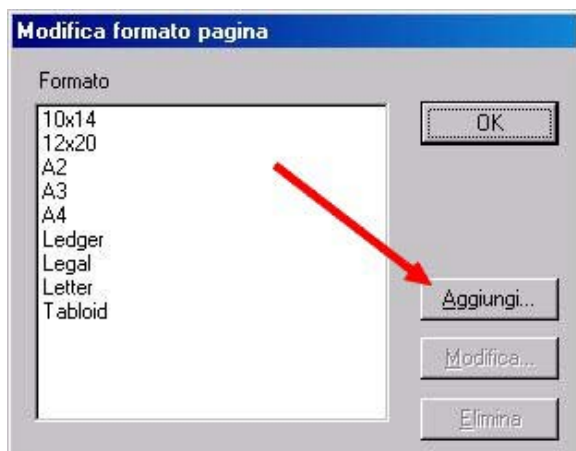 Modifica formato pagina
Formato
10x14
12x20
A2
A3
A4
Ledger
Legal
Letter
Tabloid
OK
Aggiungi...
Modifica...
Elimina